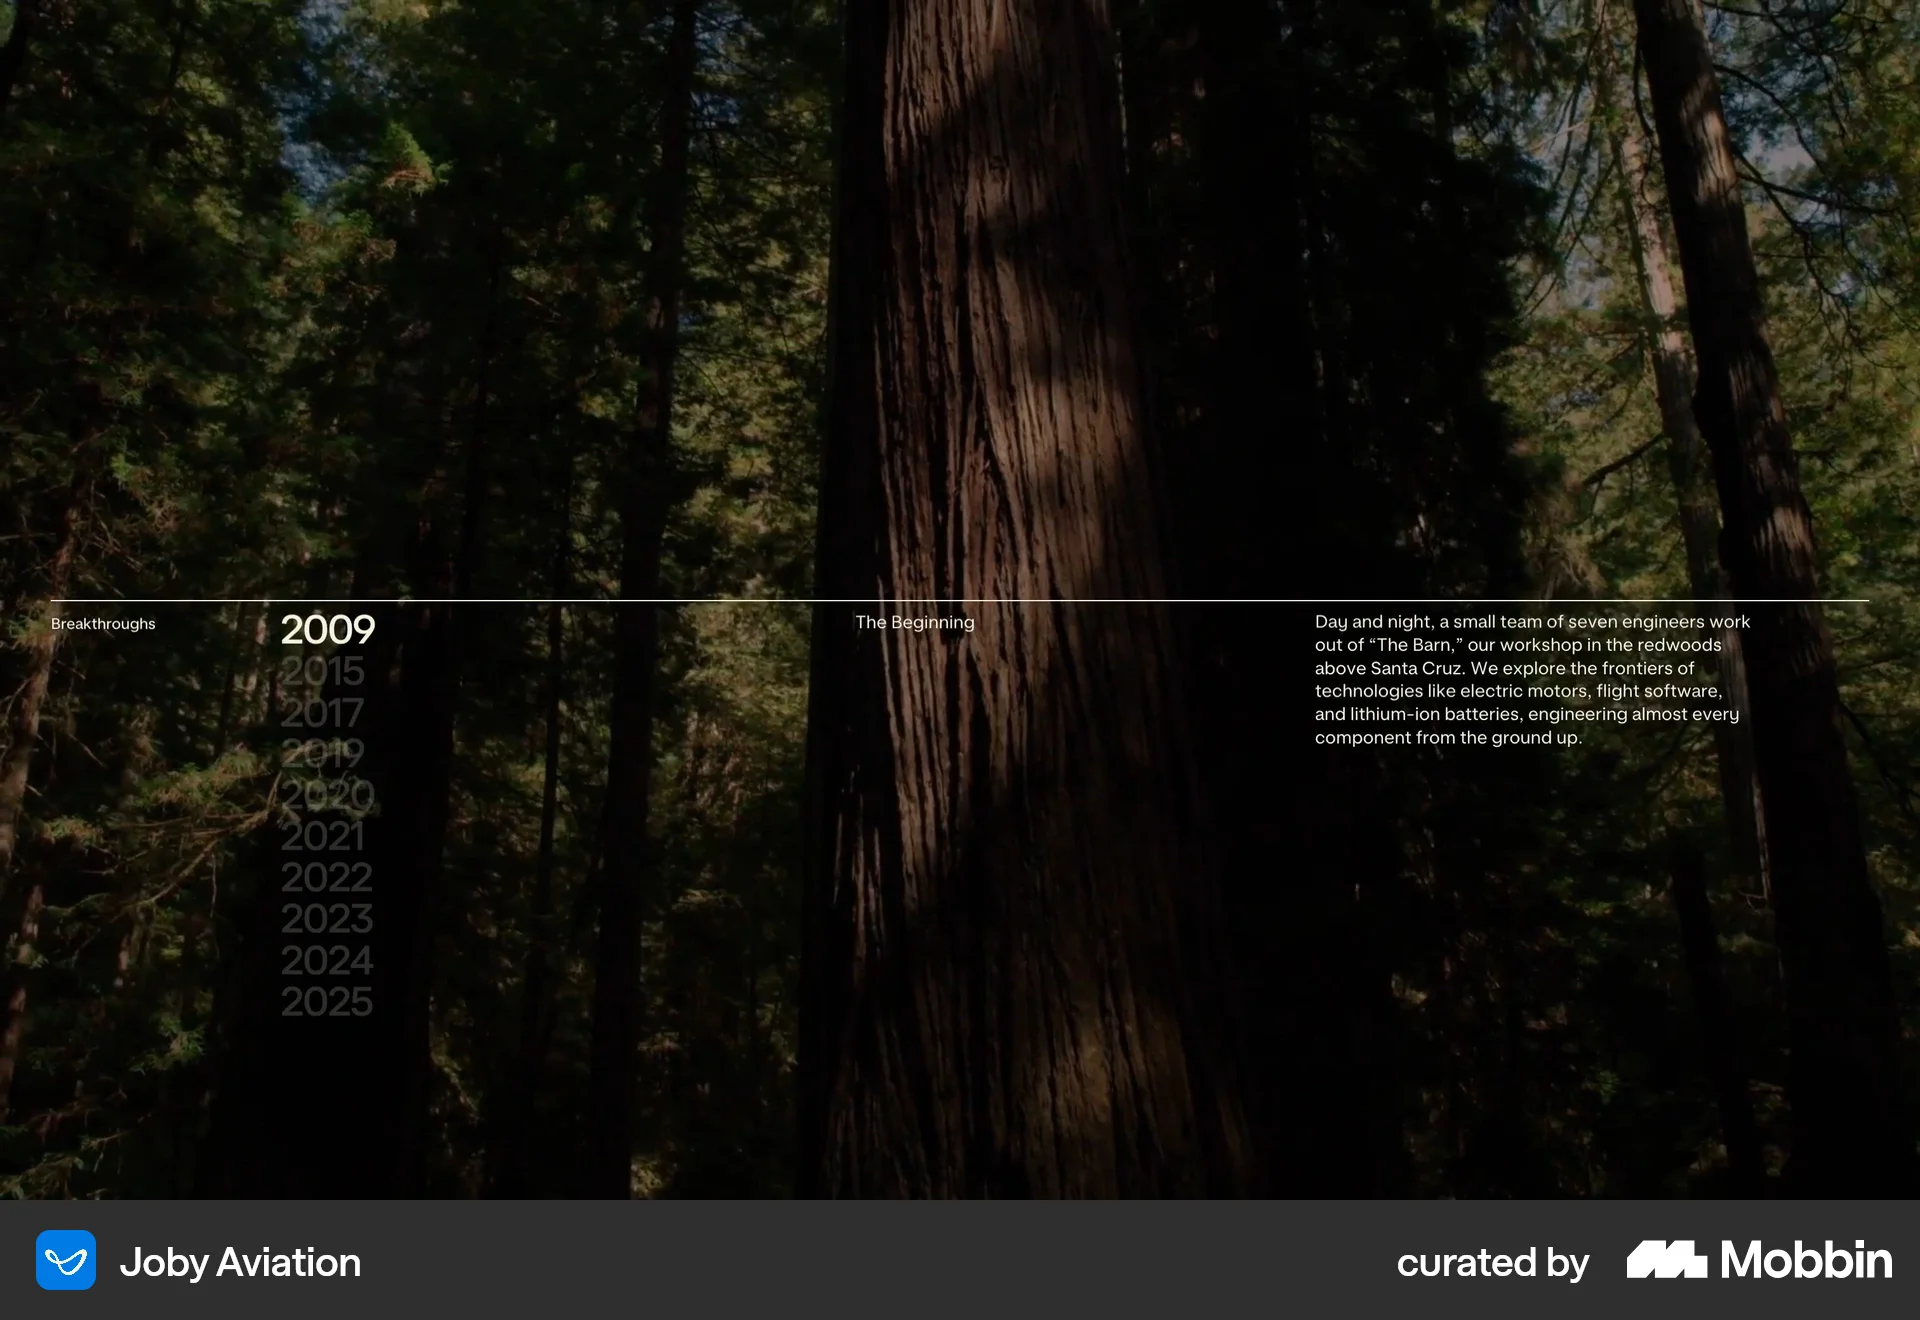 Breakthroughs
2009
2015
2017
2019
2020
2021
2022
2023
2024
2025
The Beginning
Day and night, a small team of seven engineers work
out of “The Barn,” our workshop in the redwoods
above Santa Cruz. We explore the frontiers of
technologies like electric motors, flight software,
and lithium-ion batteries, engineering almost every
component from the ground up.
Joby Aviation
curated by Mobbin